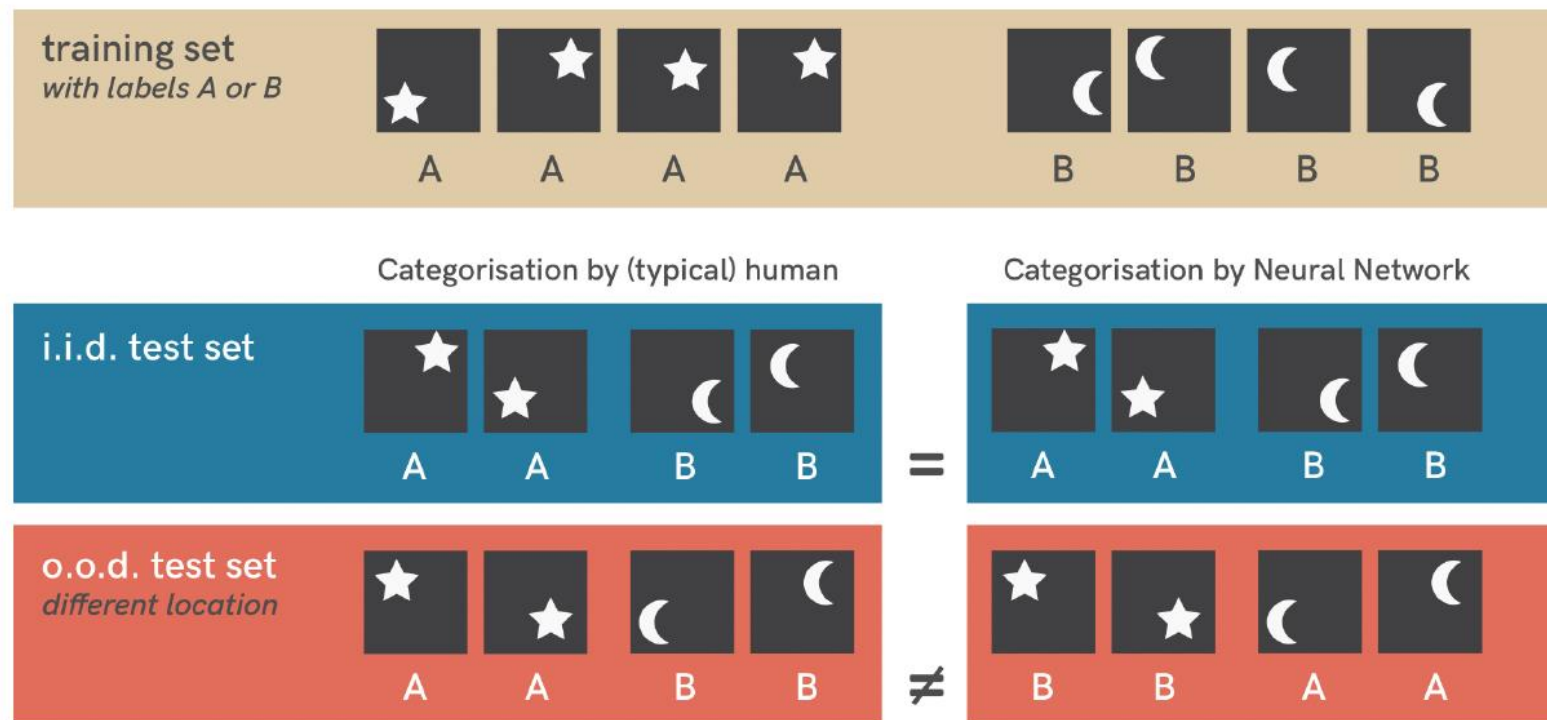 training set
with labels A or B
A A A A B B B B
Categorisation by (typical) human
Categorisation by Neural Network
i.i.d. test set
A A B B = A A B B
o.o.d. test set
different location
A A B B ≠ B B A A